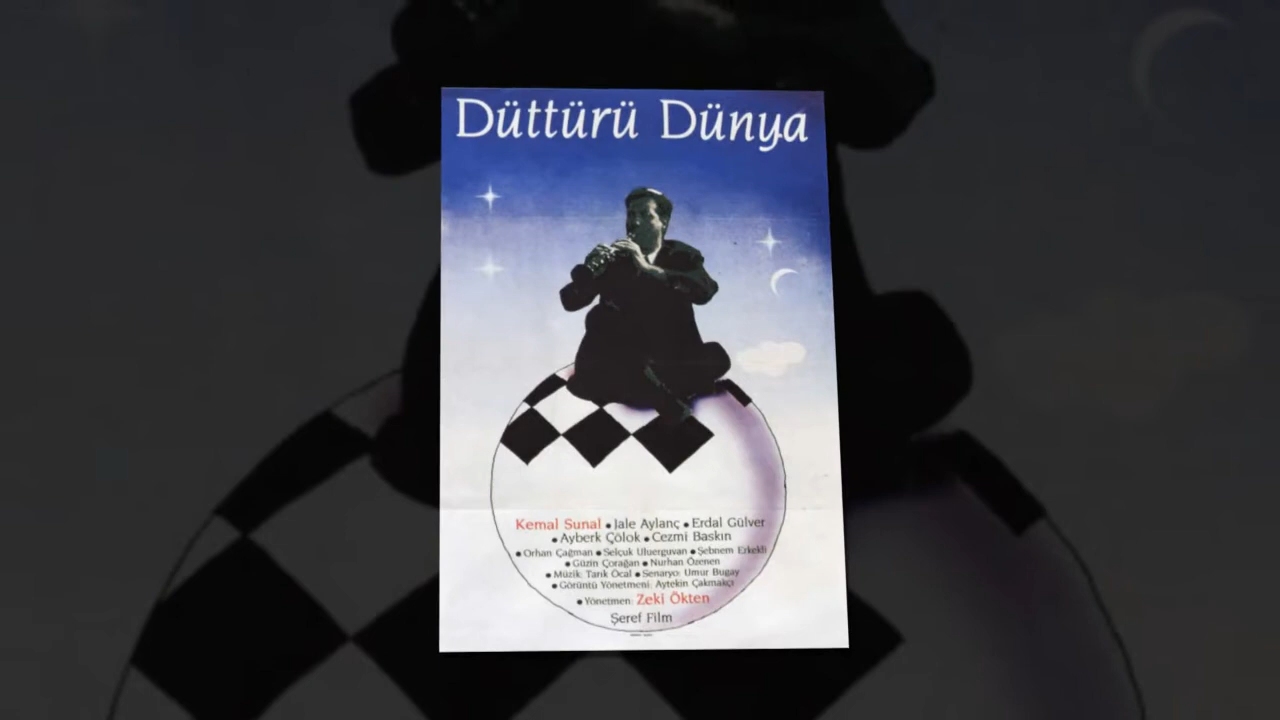 Düttürü Dünya
Kemal Sunal • Jale Aylanç • Erdal Gülver
• Ayberk Çölok • Cezmi Baskın
• Orhan Çağman • Selçuk Uluerguvan • Şebnem Erkekli
• Güzin Çorağan • Nurhan Özenen
• Müzik: Tarık Öcal • Senaryo: Umur Bugay
• Görüntü Yönetmeni: Aytekin Çakmakçı
• Yönetmen: Zeki Ökten
Şeref Film